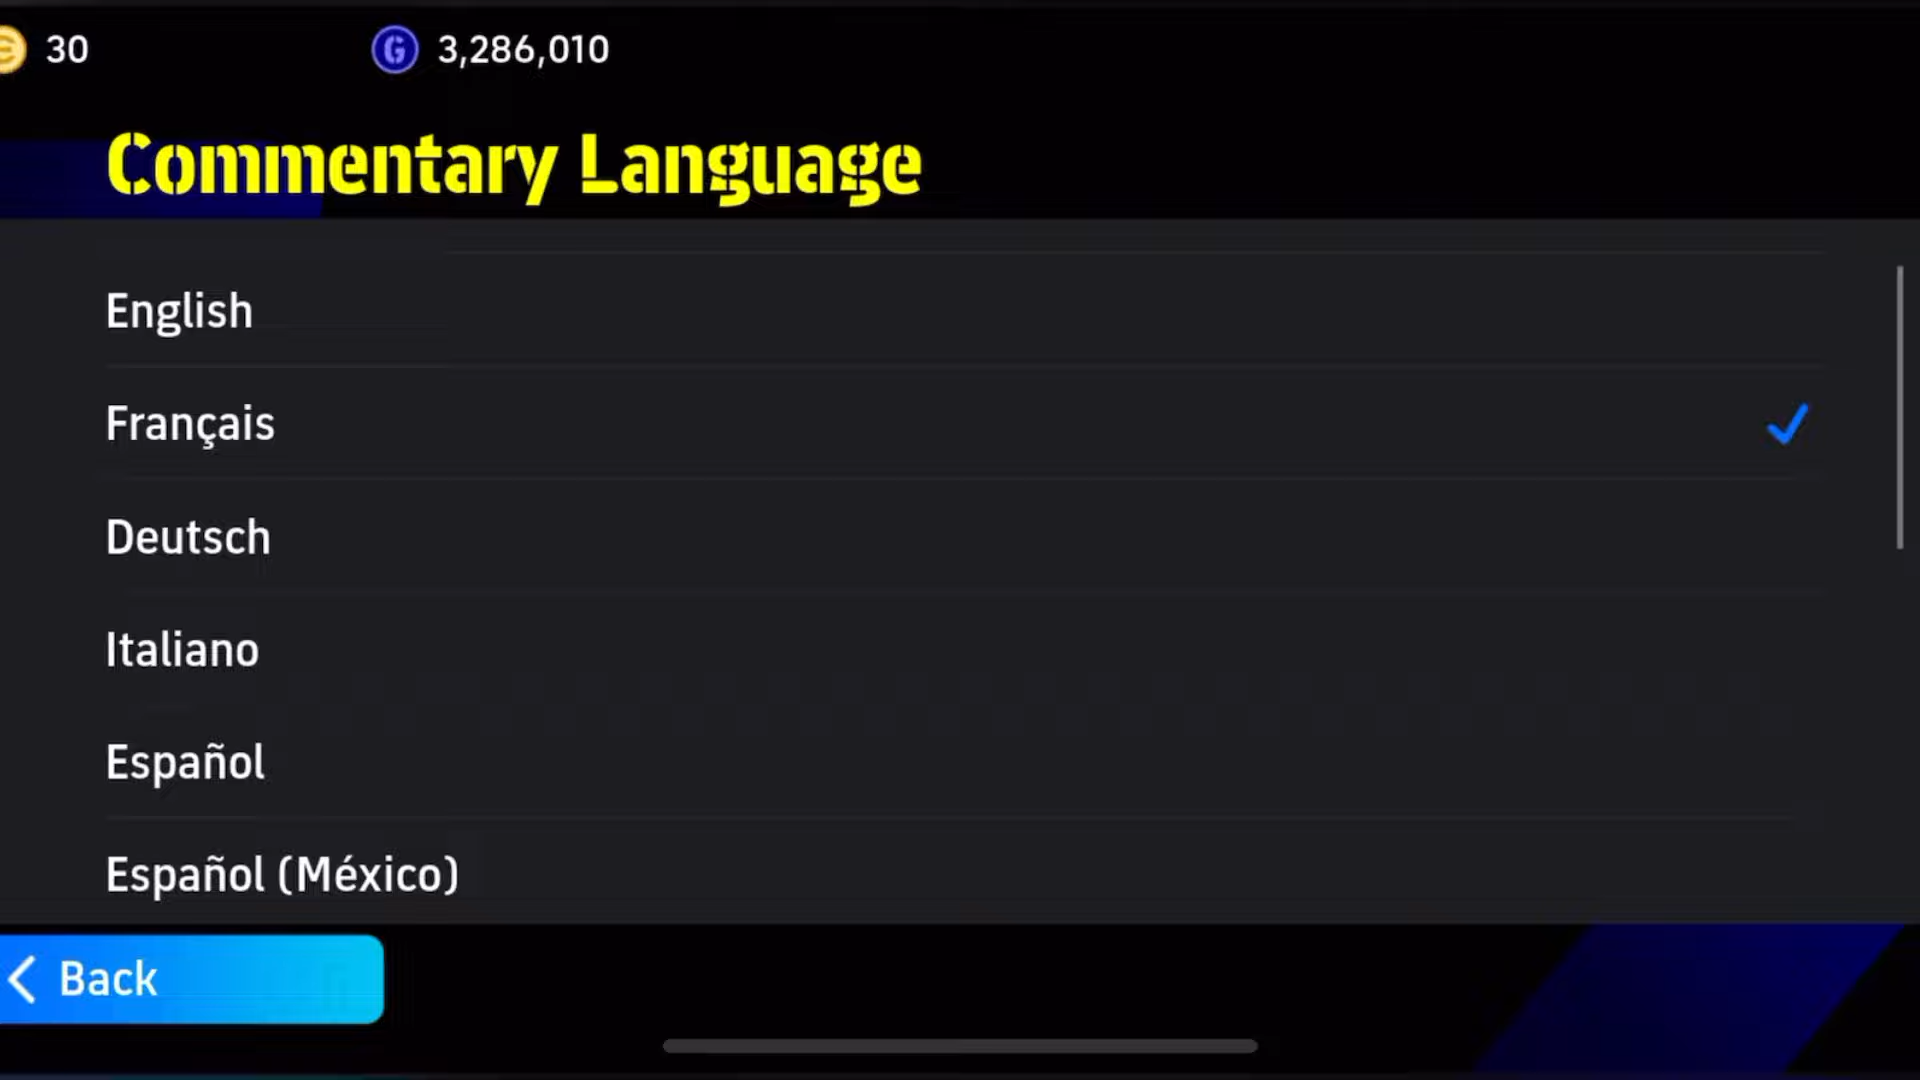 30
3,286,010
Commentary Language
English
Français
Deutsch
Italiano
Español
Español (México)
Back